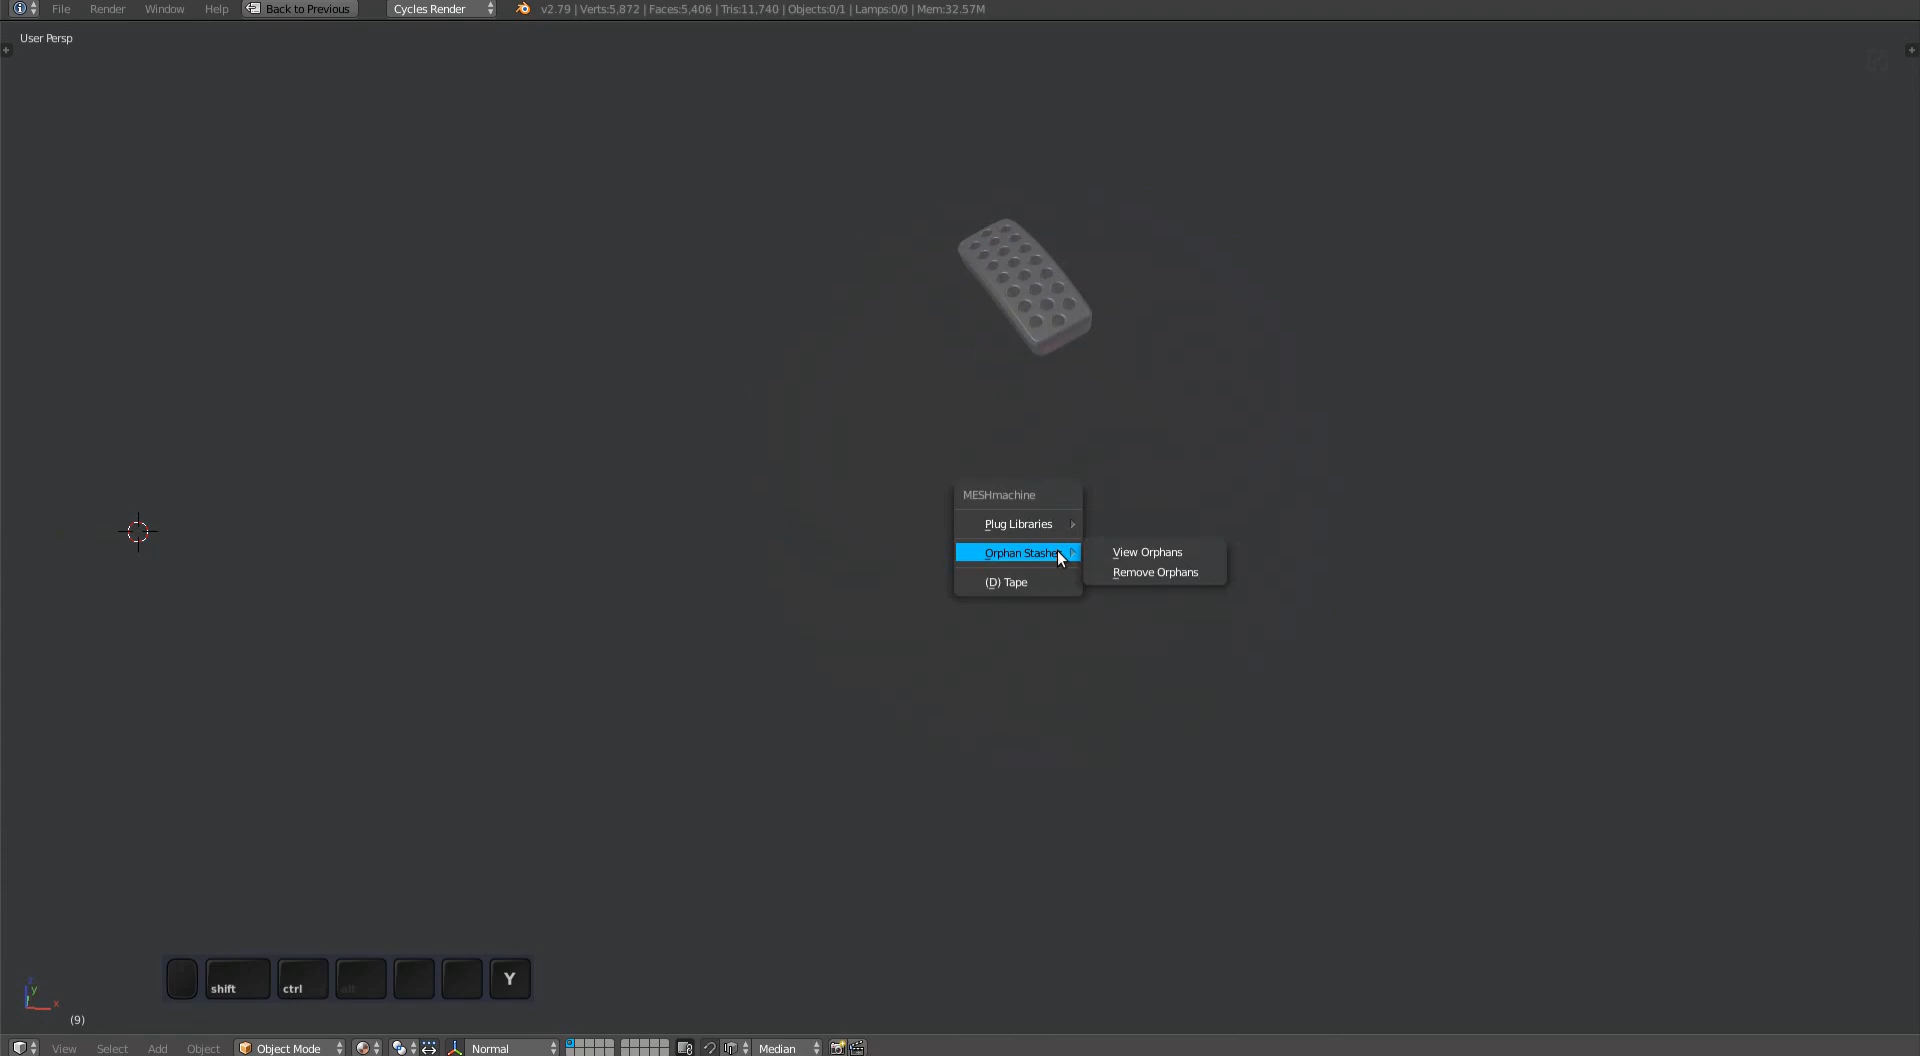 File Render Window Help Back to Previous Cycles Render v2.79 | Verts:5,872 | Faces:5,406 | Tris:11,740 | Objects:0/1 | Lamps:0/0 | Mem:32.57M
User Persp
MESHmachine
Plug Libraries
Orphan Stashe
View Orphans
Remove Orphans
(D) Tape
shift ctrl alt Y
z
y
x
(9)
View Select Add Object Object Mode Normal Median